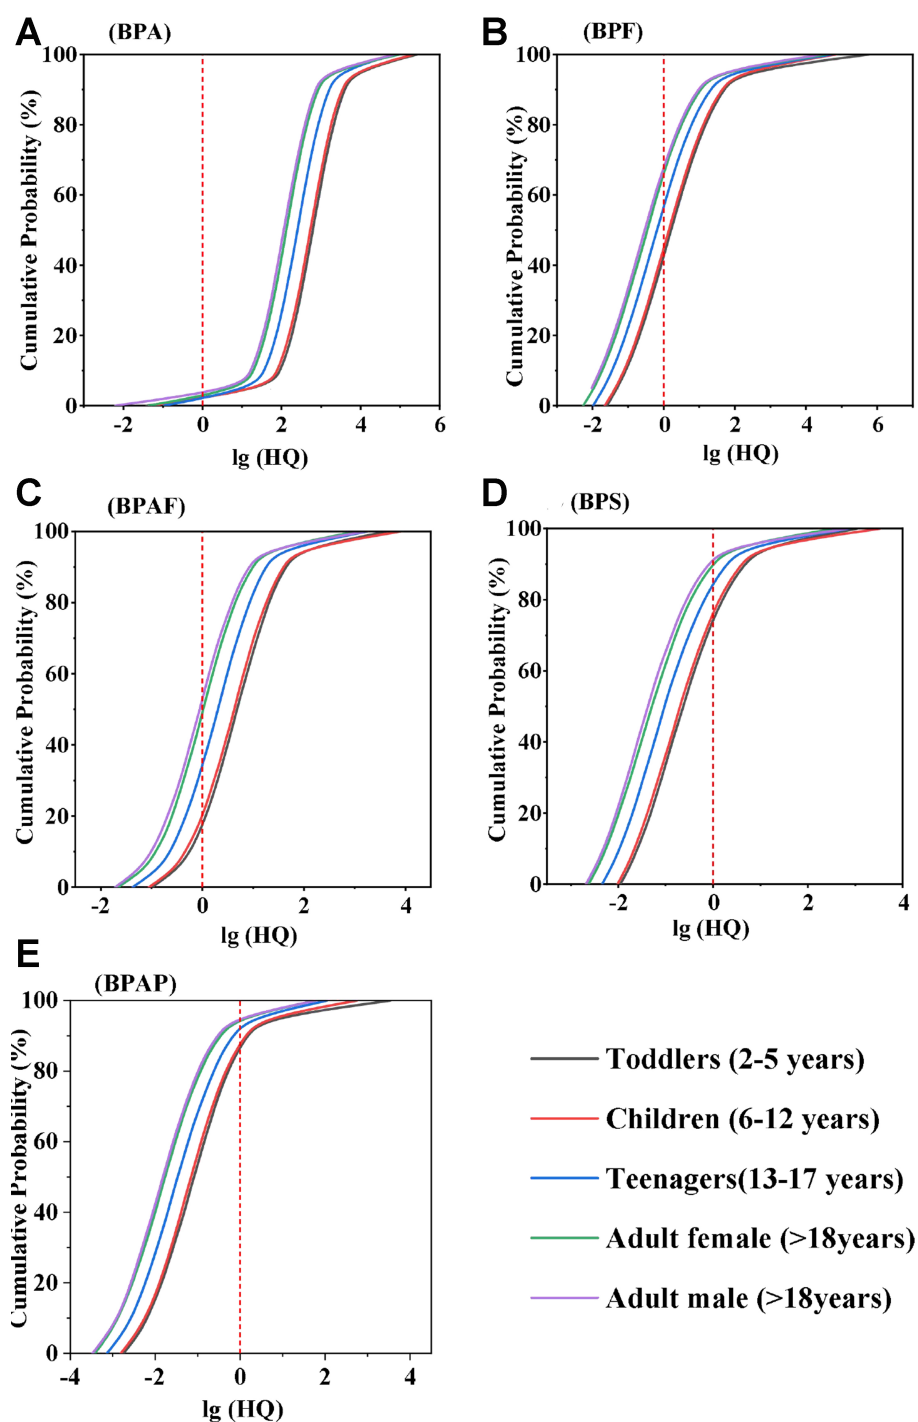 A
(BPA)
Cumulative Probability (%)
100
80
60
40
20
0
-2
0
2
4
6
lg (HQ)
B
(BPF)
Cumulative Probability (%)
100
80
60
40
20
0
-2
0
2
4
6
lg (HQ)
C
(BPAF)
Cumulative Probability (%)
100
80
60
40
20
0
-2
0
2
4
lg (HQ)
D
(BPS)
Cumulative Probability (%)
100
80
60
40
20
0
-2
0
2
4
lg (HQ)
E
(BPAP)
Cumulative Probability (%)
100
80
60
40
20
0
-4
-2
0
2
4
lg (HQ)
Toddlers (2-5 years)
Children (6-12 years)
Teenagers(13-17 years)
Adult female (>18years)
Adult male (>18years)